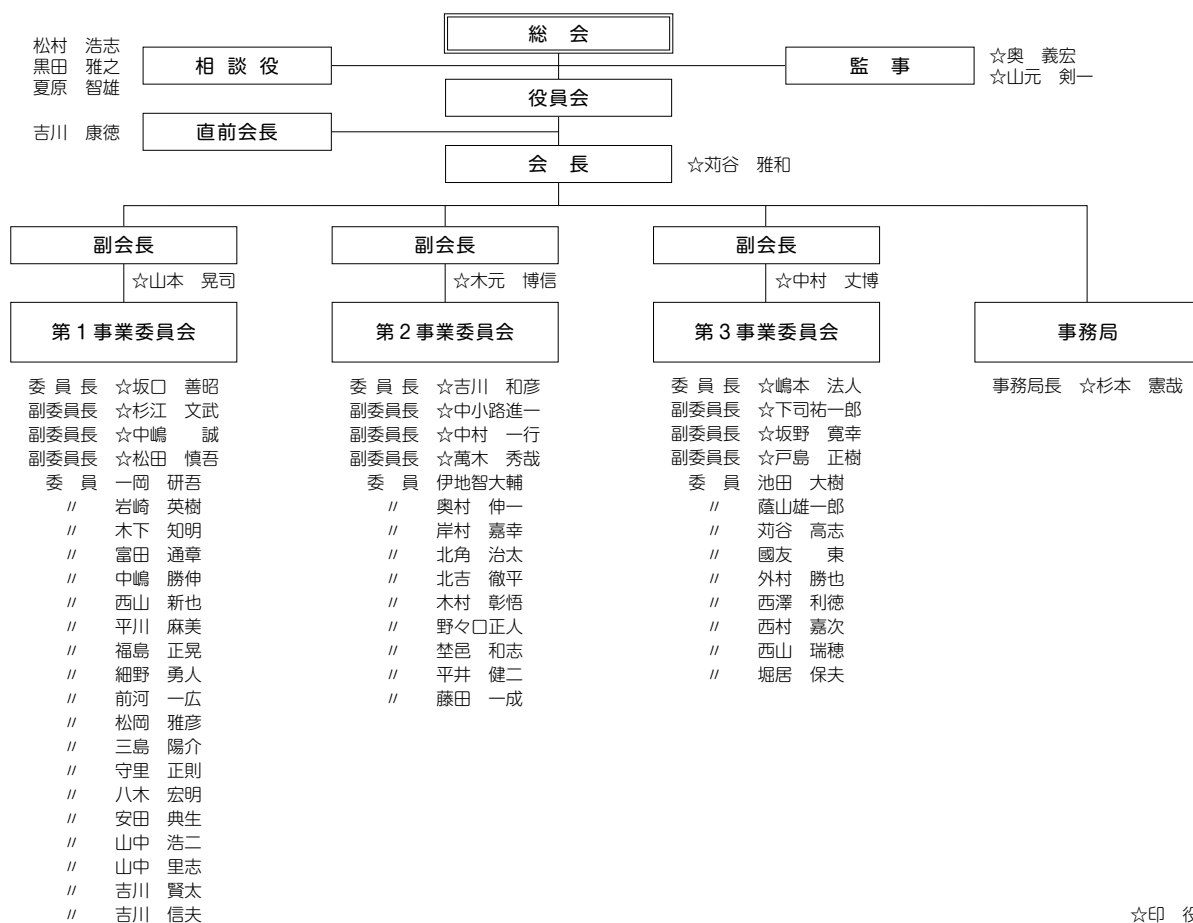 総　会
松村　浩志
黒田　雅之
夏原　智雄
相 談 役
監　事
☆奥　義宏
☆山元　剣一
役員会
吉川　康徳
直前会長
会　長
☆苅谷　雅和
副会長
☆山本　晃司
第１事業委員会
委 員 長　☆坂口　善昭
副委員長　☆杉江　文武
副委員長　☆中嶋　　誠
副委員長　☆松田　慎吾
委　員　一岡　研吾
〃　岩崎　英樹
〃　木下　知明
〃　富田　通章
〃　中嶋　勝伸
〃　西山　新也
〃　平川　麻美
〃　福島　正晃
〃　細野　勇人
〃　前河　一広
〃　松岡　雅彦
〃　三島　陽介
〃　守里　正則
〃　八木　宏明
〃　安田　典生
〃　山中　浩二
〃　山中　里志
〃　吉川　賢太
〃　吉川　信夫
副会長
☆木元　博信
第２事業委員会
委 員 長　☆吉川　和彦
副委員長　☆中小路進一
副委員長　☆中村　一行
副委員長　☆萬木　秀哉
委　員　伊地智大輔
〃　奥村　伸一
〃　岸村　嘉幸
〃　北角　治太
〃　北吉　徹平
〃　木村　彰悟
〃　野々口正人
〃　埜邑　和志
〃　平井　健二
〃　藤田　一成
副会長
☆中村　丈博
第３事業委員会
委 員 長　☆嶋本　法人
副委員長　☆下司祐一郎
副委員長　☆坂野　寛幸
副委員長　☆戸島　正樹
委　員　池田　大樹
〃　蔭山雄一郎
〃　苅谷　高志
〃　國友　　東
〃　外村　勝也
〃　西澤　利徳
〃　西村　嘉次
〃　西山　瑞穂
〃　堀居　保夫
事務局
事務局長　☆杉本　憲哉
☆印　役